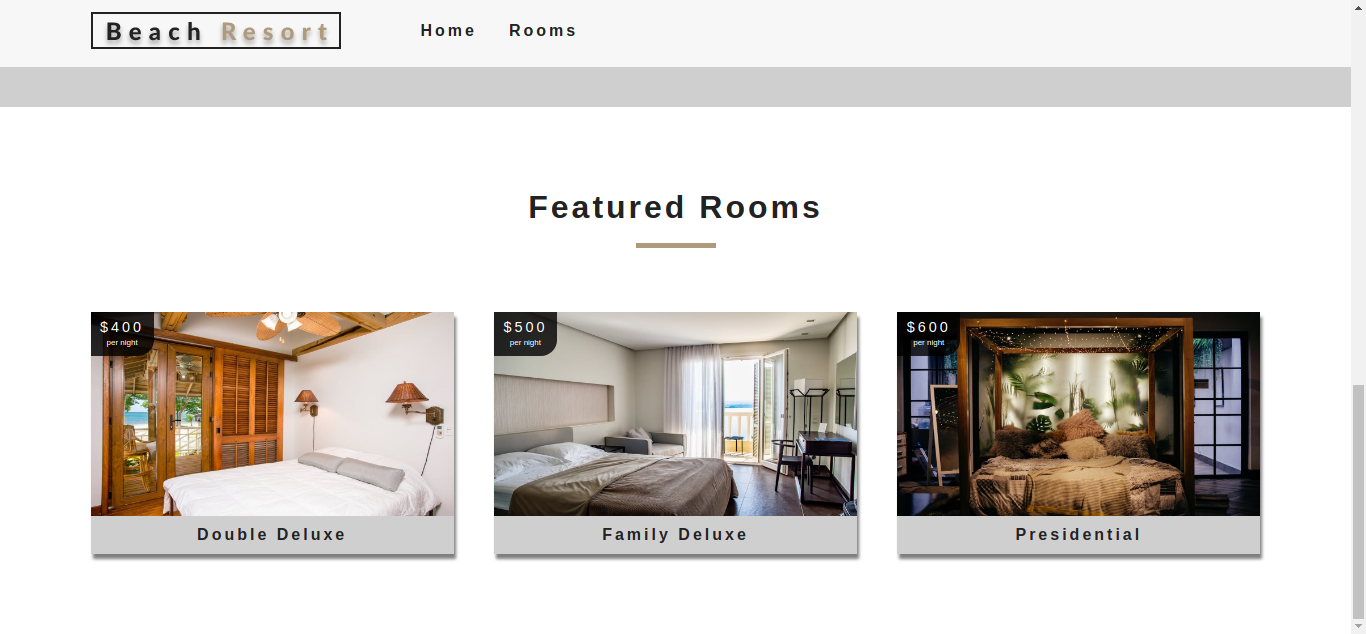 Beach Resort
Home
Rooms
Featured Rooms
$400
per night
$500
per night
$600
per night
Double Deluxe
Family Deluxe
Presidential